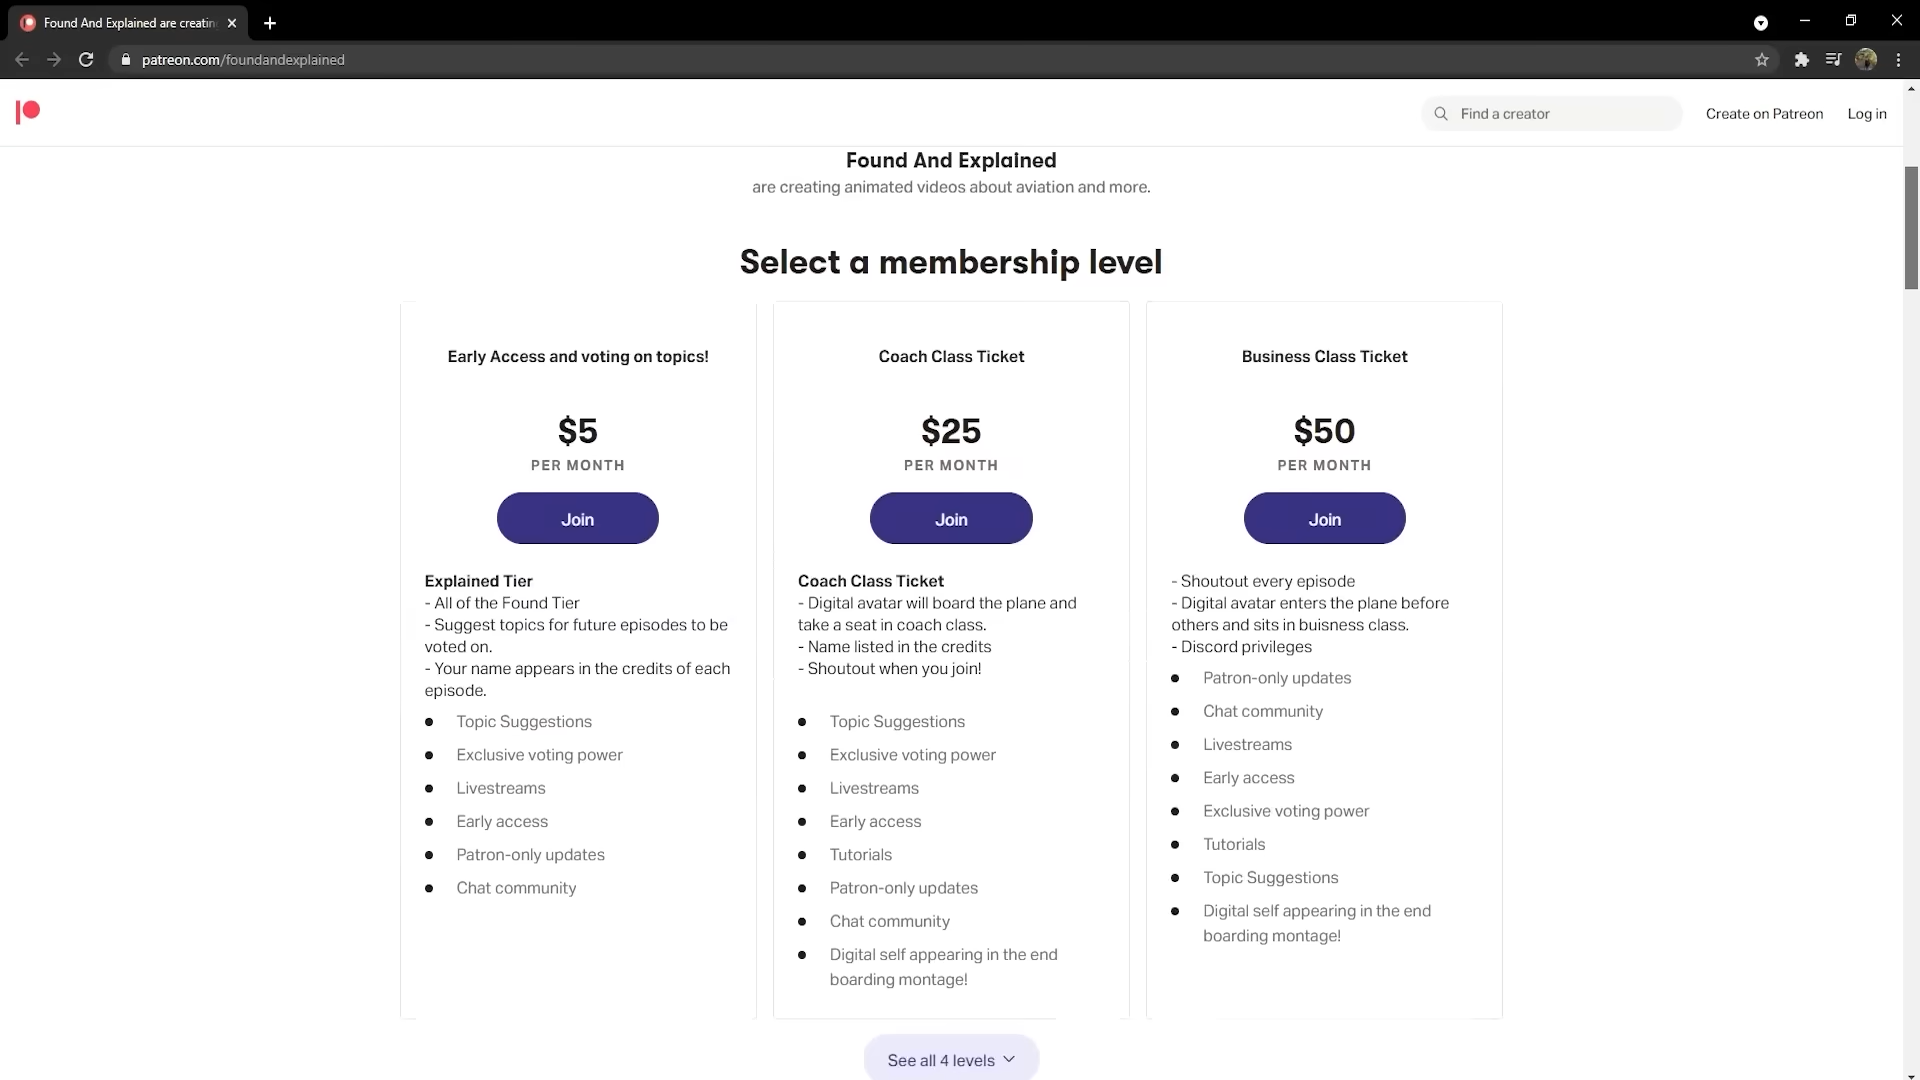 Found And Explained are creatin
patreon.com/foundandexplained
Find a creator
Create on Patreon
Log in
Found And Explained
are creating animated videos about aviation and more.
Select a membership level
Early Access and voting on topics!
$5
PER MONTH
Join
Explained Tier
- All of the Found Tier
- Suggest topics for future episodes to be
voted on.
- Your name appears in the credits of each
episode.
Topic Suggestions
Exclusive voting power
Livestreams
Early access
Patron-only updates
Chat community
Coach Class Ticket
$25
PER MONTH
Join
Coach Class Ticket
- Digital avatar will board the plane and
take a seat in coach class.
- Name listed in the credits
- Shoutout when you join!
Topic Suggestions
Exclusive voting power
Livestreams
Early access
Tutorials
Patron-only updates
Chat community
Digital self appearing in the end
boarding montage!
Business Class Ticket
$50
PER MONTH
Join
- Shoutout every episode
- Digital avatar enters the plane before
others and sits in buisness class.
- Discord privileges
Patron-only updates
Chat community
Livestreams
Early access
Exclusive voting power
Tutorials
Topic Suggestions
Digital self appearing in the end
boarding montage!
See all 4 levels